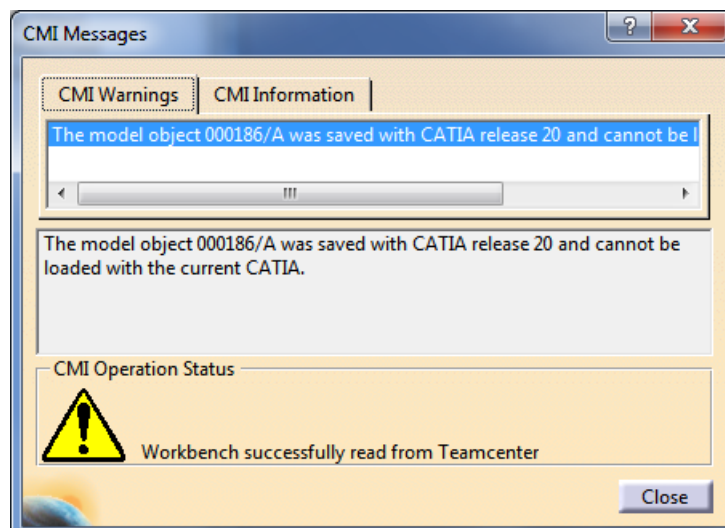 CMI Messages
CMI Warnings
CMI Information
The model object 000186/A was saved with CATIA release 20 and cannot be l
The model object 000186/A was saved with CATIA release 20 and cannot be
loaded with the current CATIA.
CMI Operation Status
Workbench successfully read from Teamcenter
Close